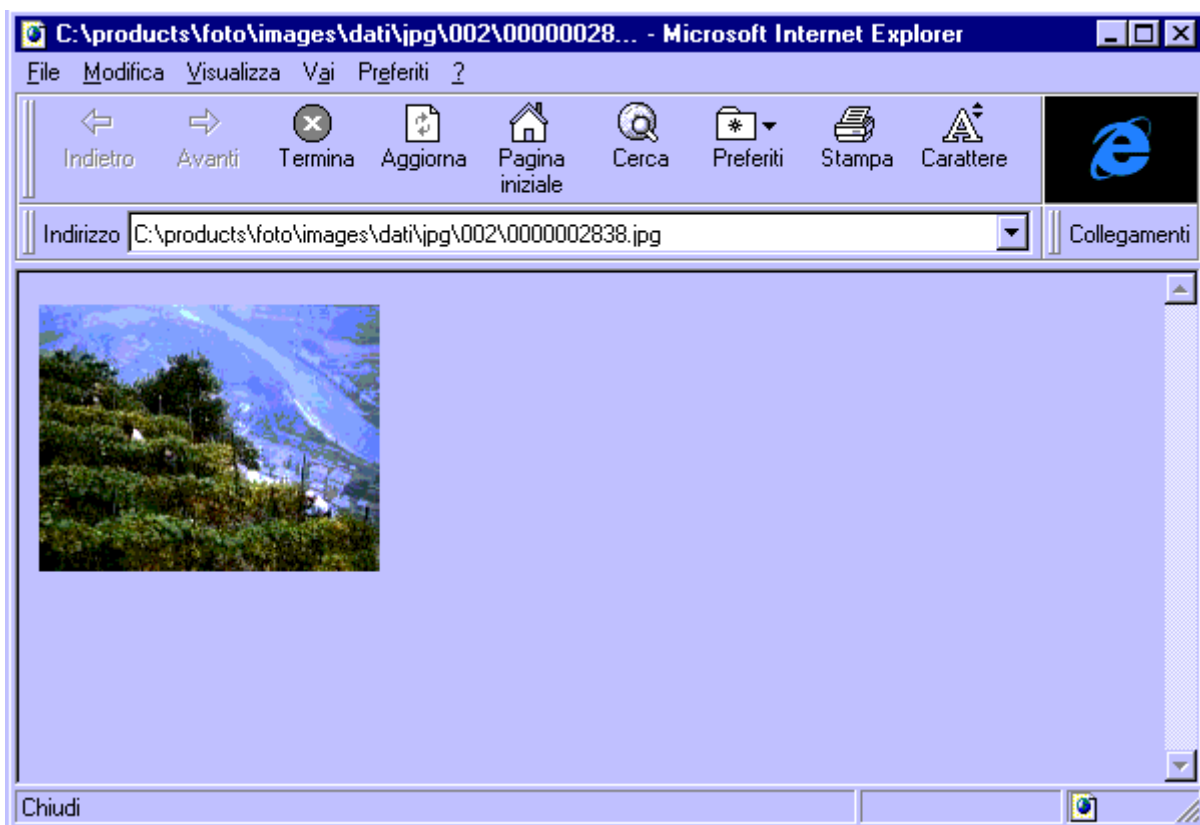 C:\products\foto\images\dati\jpg\002\00000028... - Microsoft Internet Explorer
File Modifica Visualizza Vai Preferiti ?
Indietro Avanti Termina Aggiorna Pagina iniziale Cerca Preferiti Stampa Carattere
Indirizzo C:\products\foto\images\dati\jpg\002\0000002838.jpg Collegamenti
Chiudi